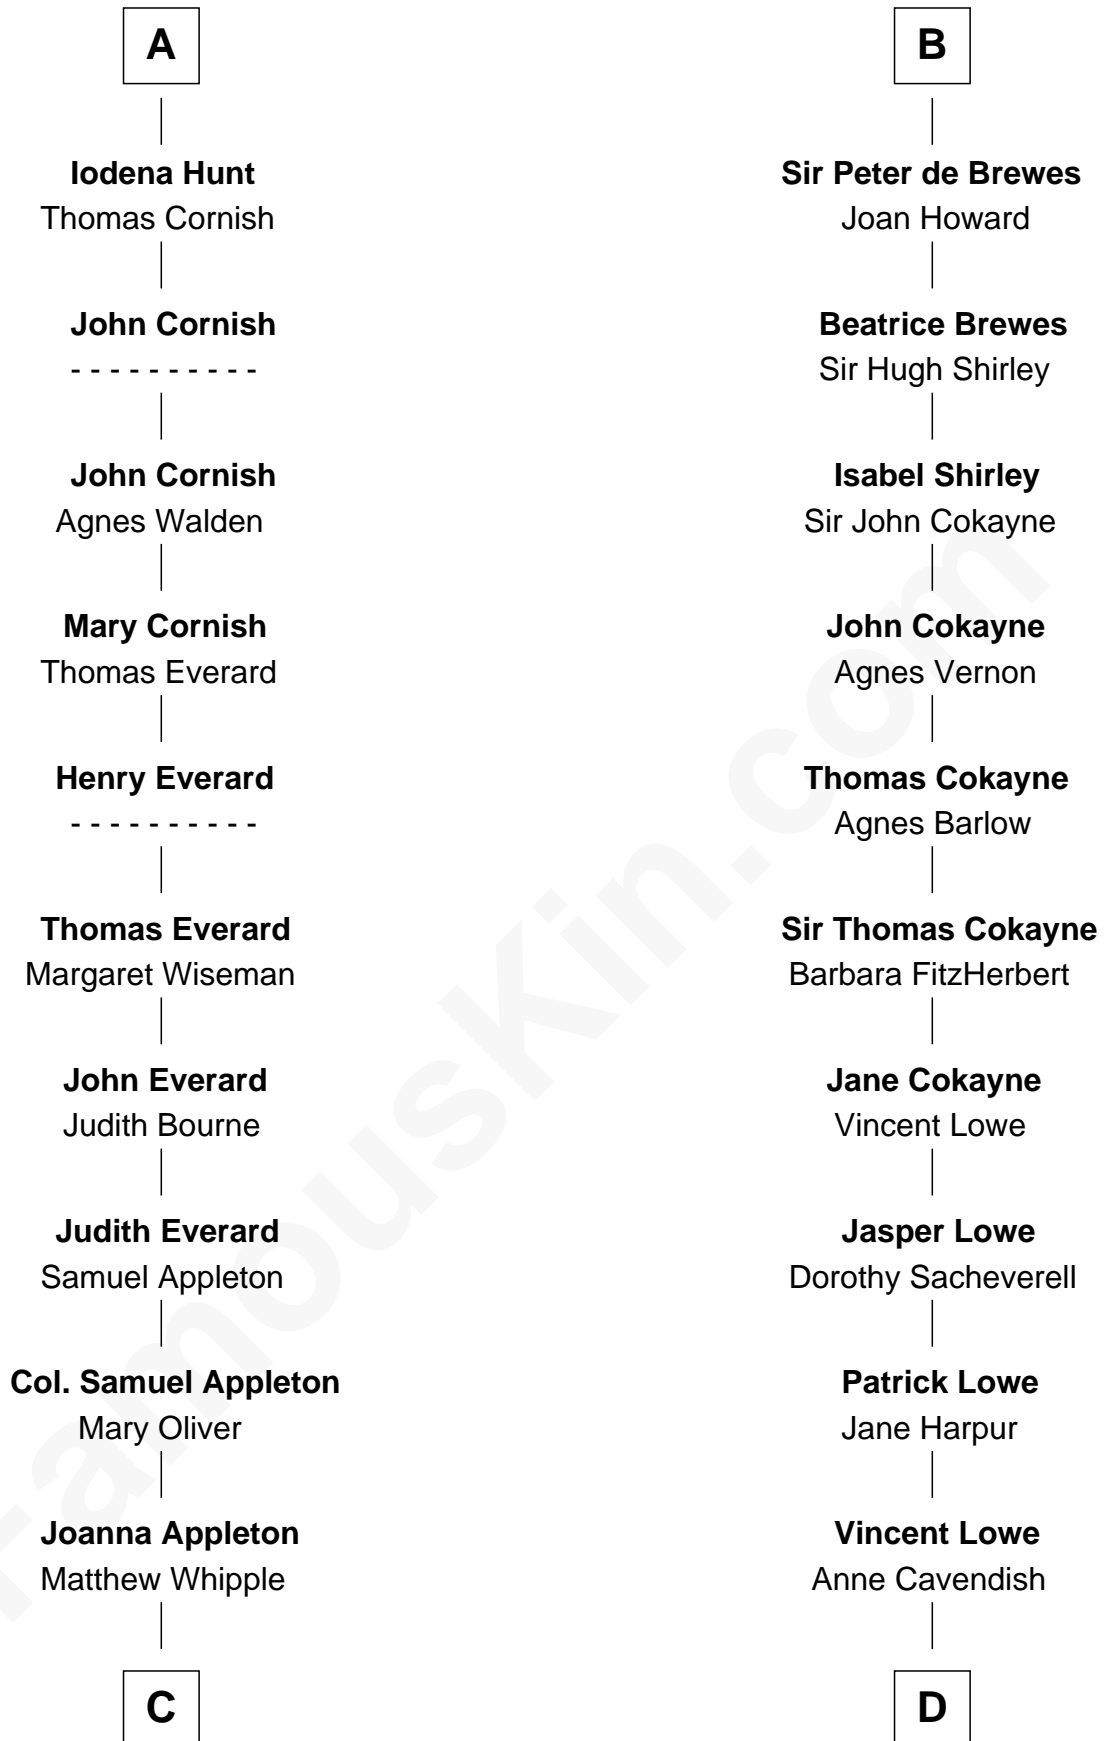 A
Iodena Hunt
Thomas Cornish
John Cornish
- - - - - - - - - -
John Cornish
Agnes Walden
Mary Cornish
Thomas Everard
Henry Everard
- - - - - - - - - -
Thomas Everard
Margaret Wiseman
John Everard
Judith Bourne
Judith Everard
Samuel Appleton
Col. Samuel Appleton
Mary Oliver
Joanna Appleton
Matthew Whipple
C
B
Sir Peter de Brewes
Joan Howard
Beatrice Brewes
Sir Hugh Shirley
Isabel Shirley
Sir John Cokayne
John Cokayne
Agnes Vernon
Thomas Cokayne
Agnes Barlow
Sir Thomas Cokayne
Barbara FitzHerbert
Jane Cokayne
Vincent Lowe
Jasper Lowe
Dorothy Sacheverell
Patrick Lowe
Jane Harpur
Vincent Lowe
Anne Cavendish
D
FamousKin.com